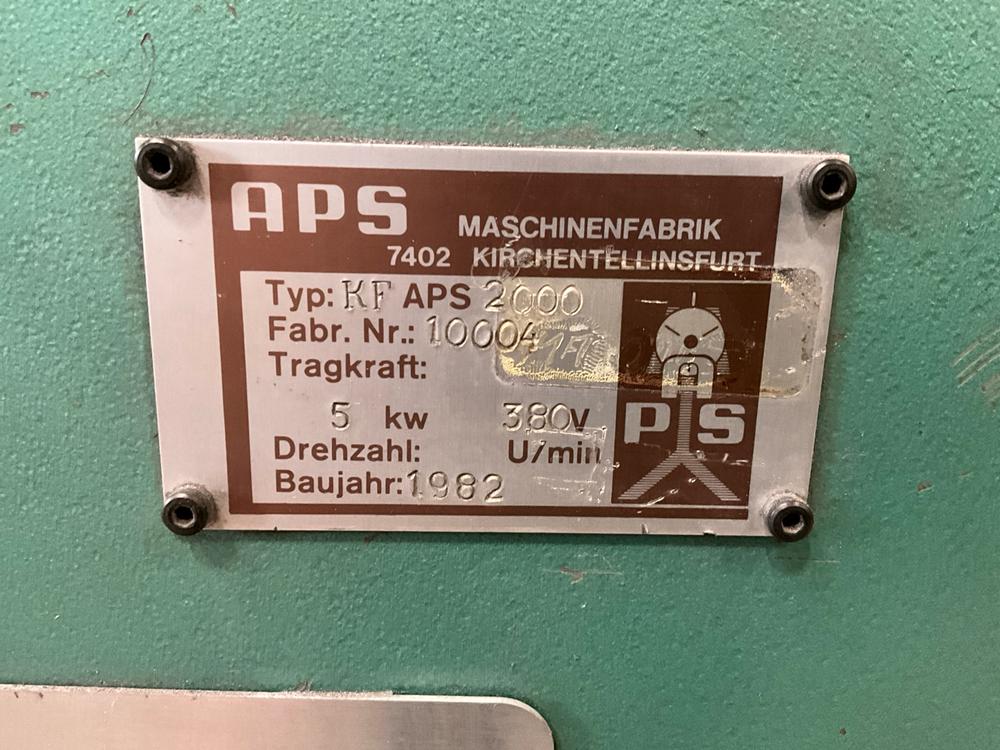 APS
MASCHINENFABRIK
7402 KIRCHENTELLINSFURT
Typ: KF APS 2000
Fabr. Nr.: 10004
Tragkraft:
5 kw 380V
Drehzahl: U/min
Baujahr: 1982
P S